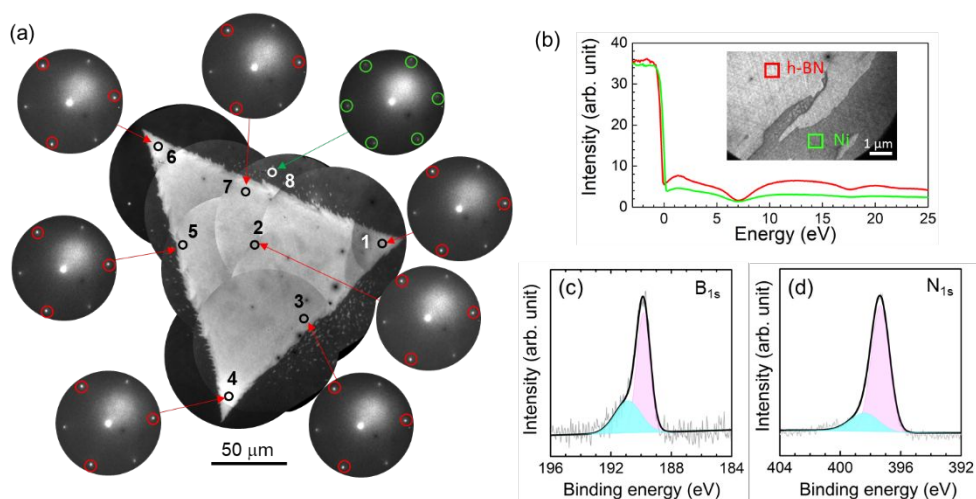 (a)
6
7
8
5
2
1
3
4
50 μm
(b)
Intensity (arb. unit)
40
30
20
10
0
h-BN
Ni
1 μm
0
5
10
15
20
25
Energy (eV)
(c)
B1s
Intensity (arb. unit)
196
192
188
184
Binding energy (eV)
(d)
N1s
Intensity (arb. unit)
404
400
396
392
Binding energy (eV)